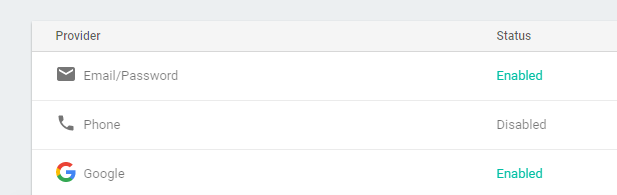 Provider Status
Email/Password Enabled
Phone Disabled
Google Enabled